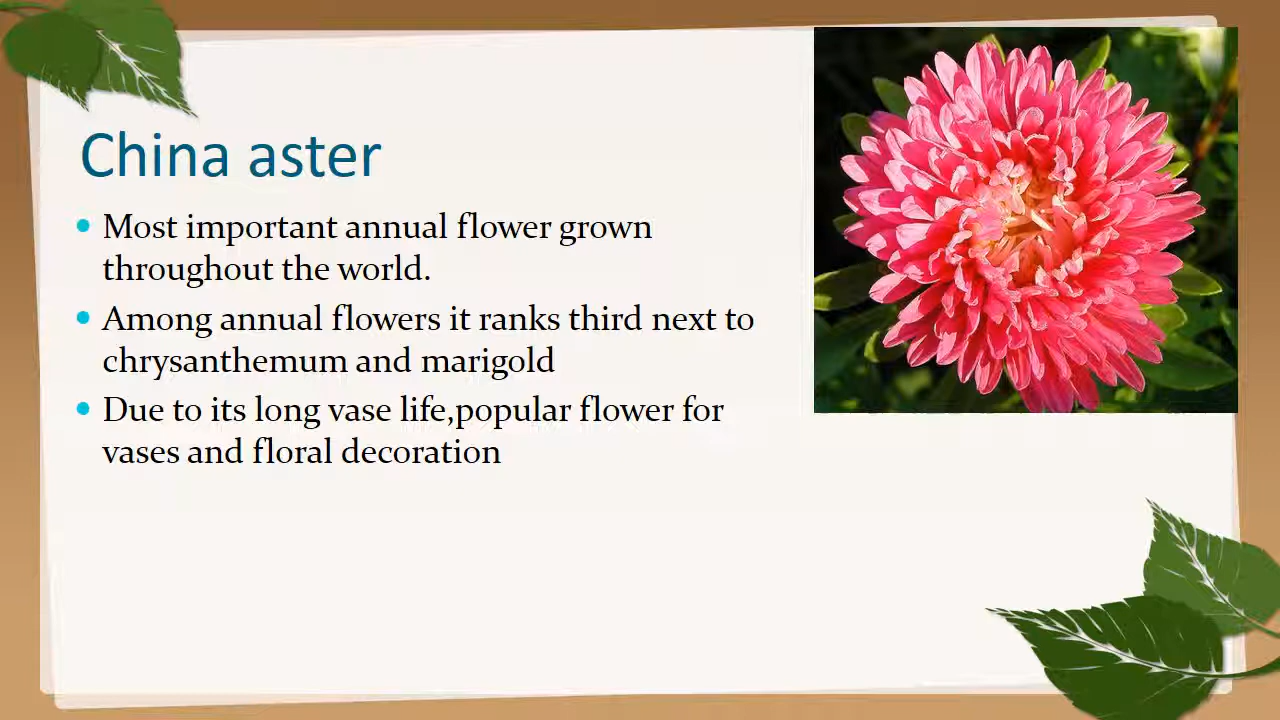 China aster
Most important annual flower grown
throughout the world.
Among annual flowers it ranks third next to
chrysanthemum and marigold
Due to its long vase life,popular flower for
vases and floral decoration